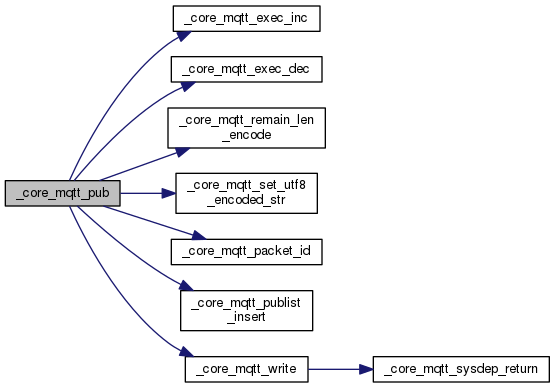 _core_mqtt_exec_inc
_core_mqtt_exec_dec
_core_mqtt_remain_len
_encode
_core_mqtt_pub
_core_mqtt_set_utf8
_encoded_str
_core_mqtt_packet_id
_core_mqtt_publist
_insert
_core_mqtt_write
_core_mqtt_sysdep_return